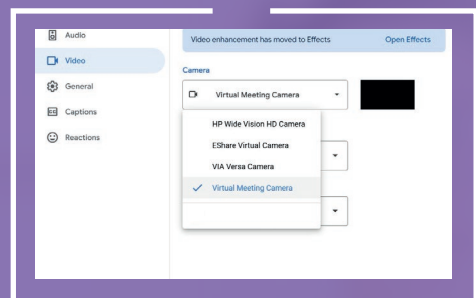 Audio
Video enhancement has moved to Effects Open Effects
Video
Camera
General
Virtual Meeting Camera
Captions
HP Wide Vision HD Camera
Reactions
EShare Virtual Camera
VIA Versa Camera
Virtual Meeting Camera